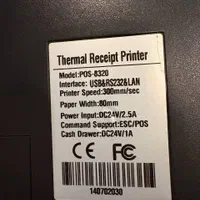 Thermal Receipt Printer
Model:POS-8320
Interface: USB&RS232&LAN
Printer Speed:300mm/sec
Paper Width:80mm
Power Input:DC24V/2.5A
Command Support:ESC/POS
Cash Drawer:DC24V/1A
CE FC
140702030